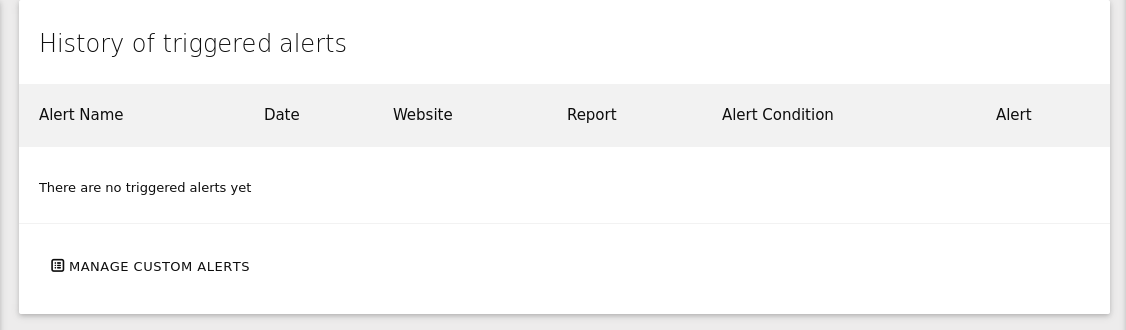 History of triggered alerts
Alert Name Date Website Report Alert Condition Alert
There are no triggered alerts yet
MANAGE CUSTOM ALERTS